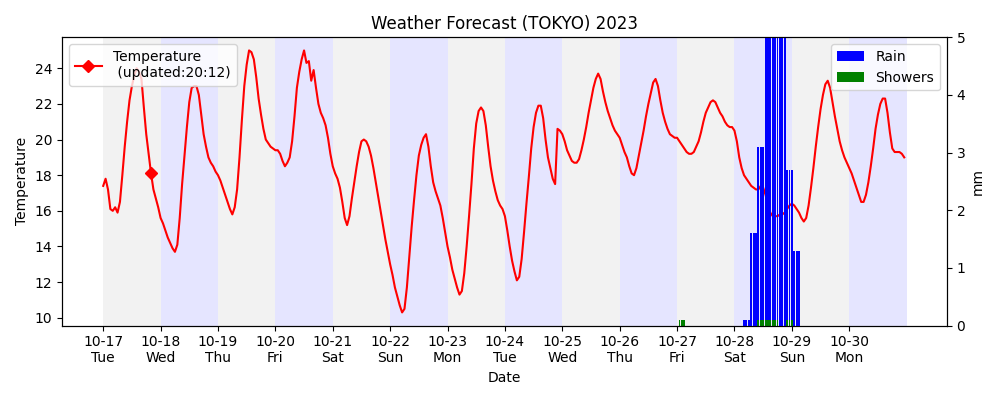 Weather Forecast (TOKYO) 2023
Temperature
(updated:20:12)
Rain
Showers
Temperature
24
22
20
18
16
14
12
10
5
4
3
2
1
0
mm
10-17 10-18 10-19 10-20 10-21 10-22 10-23 10-24 10-25 10-26 10-27 10-28 10-29 10-30
Tue Wed Thu Fri Sat Sun Mon Tue Wed Thu Fri Sat Sun Mon
Date